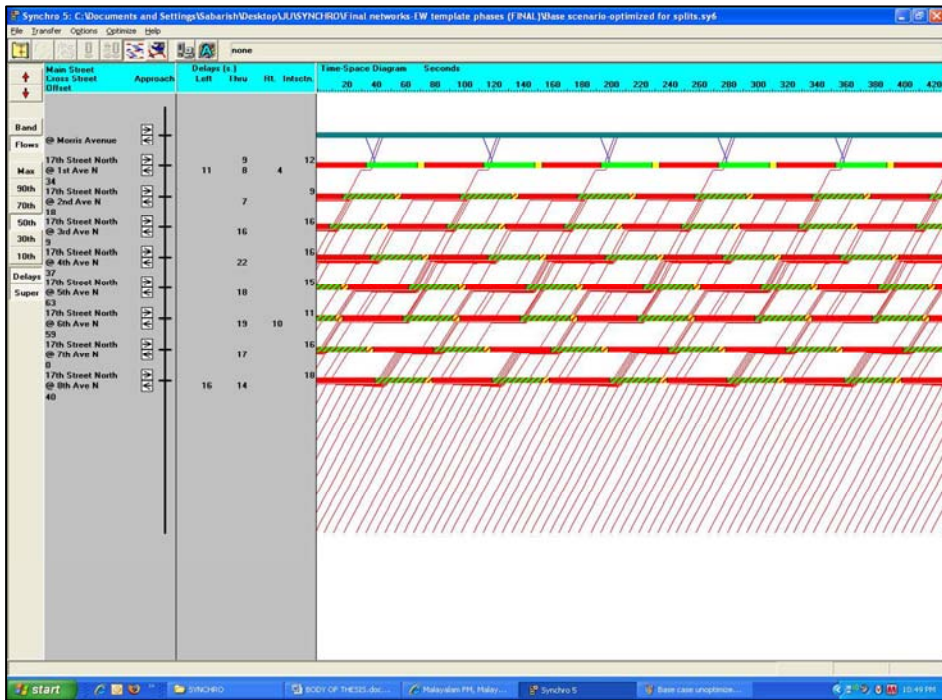 Synchro 5: C:\Documents and Settings\Sabarish\Desktop\JU\SYNCHRO\Final networks-EW template phases (FINAL)\Base scenario-optimized for splits.sy6
File Transfer Options Optimize Help
none
Main Street
Cross Street
Offset
Approach
Delays (s.)
Left Thru Rt. Intsctn.
Time-Space Diagram Seconds
20 40 60 80 100 120 140 160 180 200 220 240 260 280 300 320 340 360 380 400 420
Band
Flows
Max
90th
70th
50th
30th
10th
Delays
Super
@ Morris Avenue
17th Street North 9 12
@ 1st Ave N 11 8 4
34
17th Street North 9
@ 2nd Ave N 7
18
17th Street North 16
@ 3rd Ave N 16
9
17th Street North 16
@ 4th Ave N 22
37
17th Street North 15
@ 5th Ave N 18
63
17th Street North 11
@ 6th Ave N 19 10
59
17th Street North 16
@ 7th Ave N 17
0
17th Street North 18
@ 8th Ave N 16 14
40
start
SYNCHRO
BODY OF THESIS.doc...
Malayalam FM, Malay...
Synchro 5
Base case unoptimize...
10:49 PM